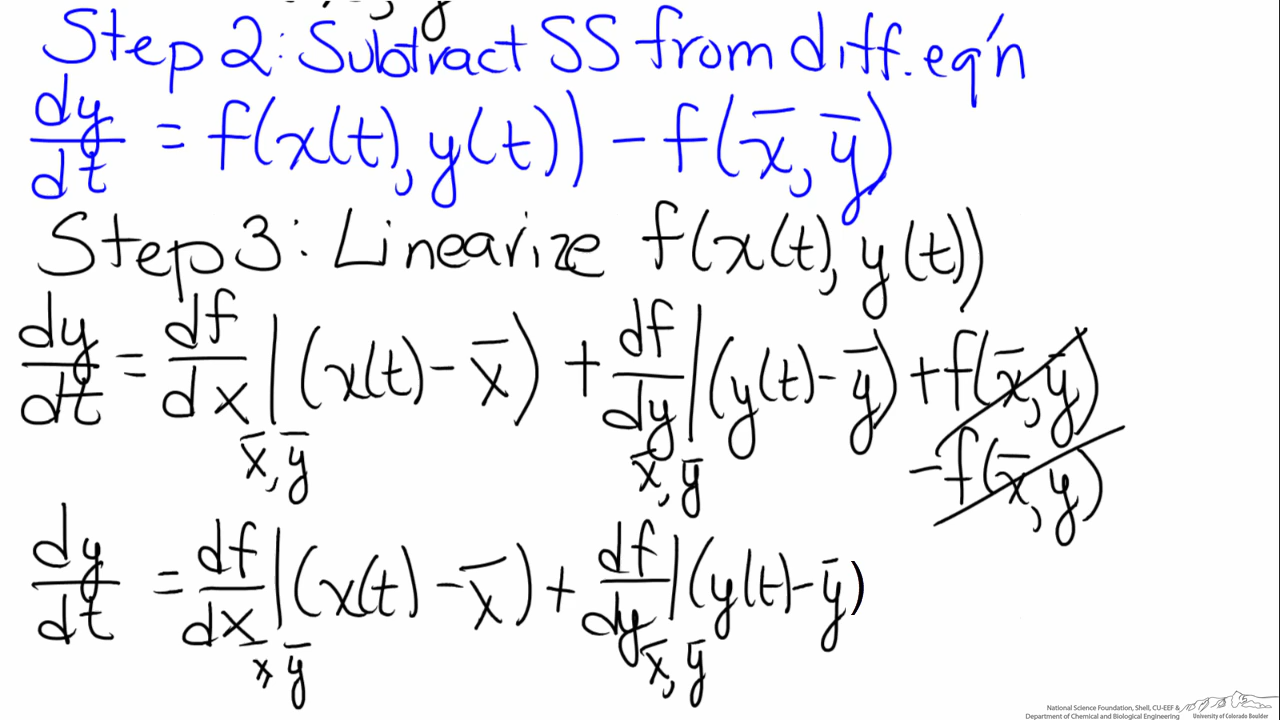 Step 2: Subtract SS from diff. eq'n
dy/dt = f(x(t), y(t)) - f(x̄, ȳ)
Step 3: Linearize f(x(t), y(t))
dy/dt = df/dx|x̄, ȳ (x(t) - x̄) + df/dy|x̄, ȳ (y(t) - ȳ) + f(x̄, ȳ)
- f(x̄, y)
dy/dt = df/dx|x̄ ȳ (x(t) - x̄) + df/dy|x̄, ȳ (y(t) - ȳ)
National Science Foundation, Shell, CU-EEF &
Department of Chemical and Biological Engineering
University of Colorado Boulder